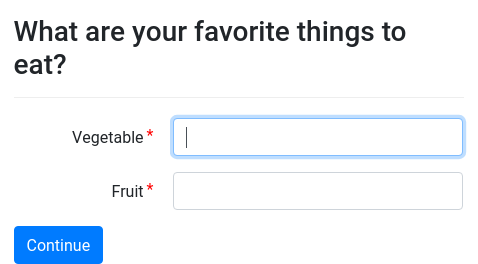 What are your favorite things to
eat?
Vegetable *
Fruit *
Continue